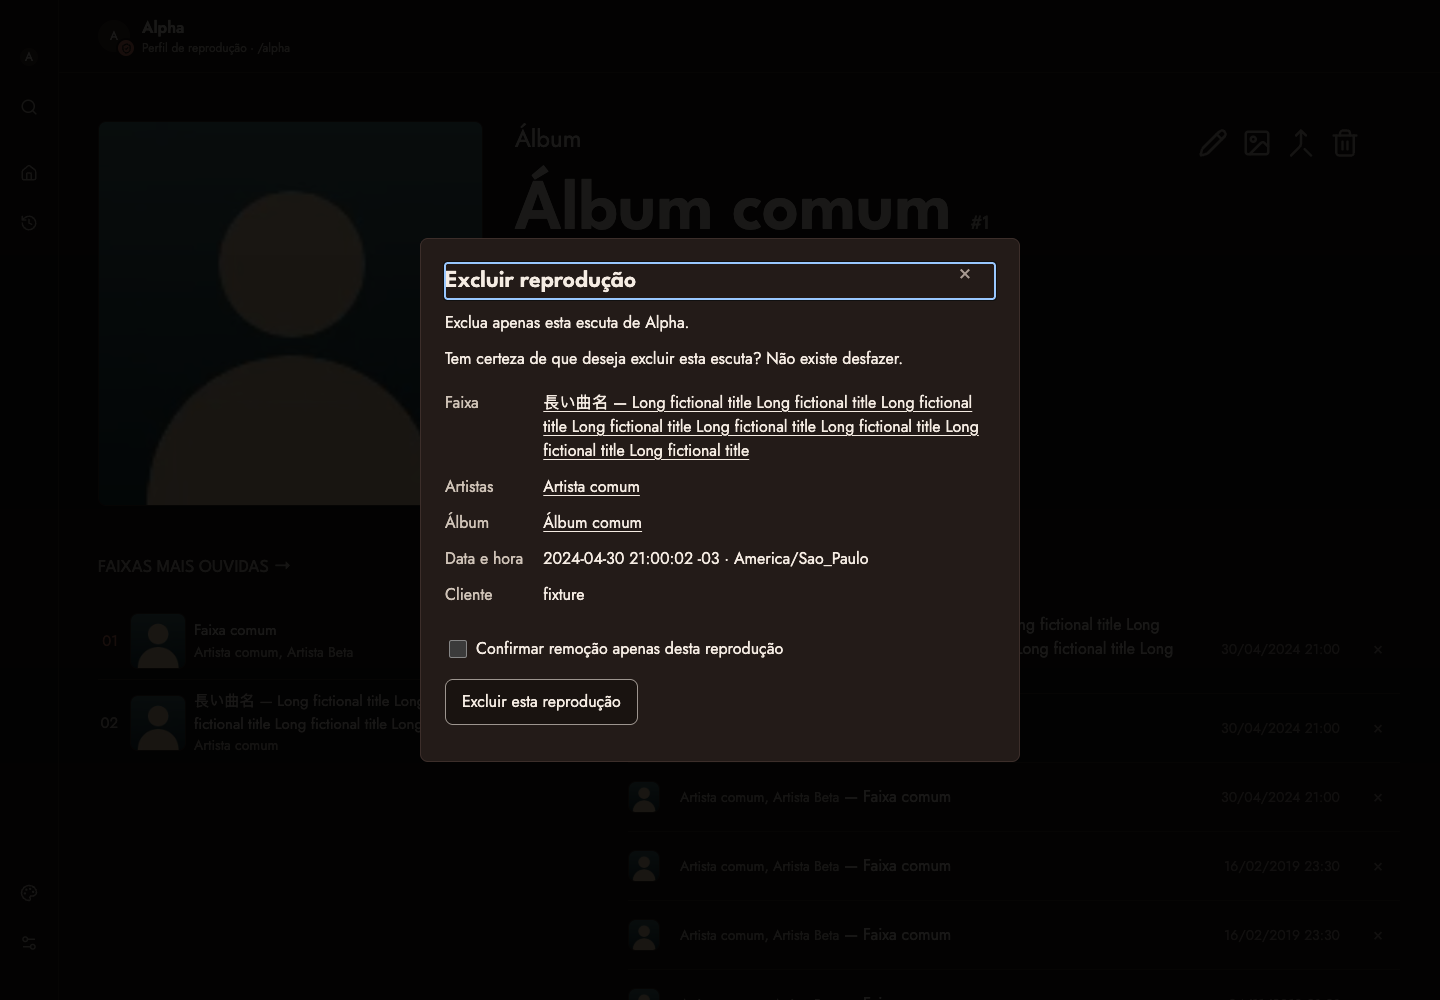 A
Alpha
Perfil de reprodução · /alpha
A
Álbum
Álbum comum #1
Excluir reprodução ×
Exclua apenas esta escuta de Alpha.
Tem certeza de que deseja excluir esta escuta? Não existe desfazer.
Faixa 長い曲名 — Long fictional title Long fictional title Long fictional
title Long fictional title Long fictional title Long fictional title Long
fictional title Long fictional title
Artistas Artista comum
Álbum Álbum comum
Data e hora 2024-04-30 21:00:02 -03 · America/Sao_Paulo
Cliente fixture
Confirmar remoção apenas desta reprodução
Excluir esta reprodução
FAIXAS MAIS OUVIDAS →
01 Faixa comum
Artista comum, Artista Beta
02 長い曲名 — Long fictional title Long
fictional title Long fictional title Long
Artista comum
fictional title Long
Long fictional title Long 30/04/2024 21:00 ×
30/04/2024 21:00 ×
Artista comum, Artista Beta — Faixa comum 30/04/2024 21:00 ×
Artista comum, Artista Beta — Faixa comum 16/02/2019 23:30 ×
Artista comum, Artista Beta — Faixa comum 16/02/2019 23:30 ×